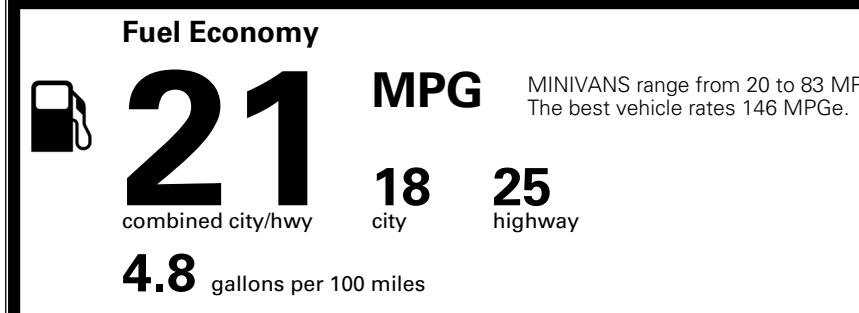 Fuel Economy
21 MPG
MINIVANS range from 20 to 83 MP
The best vehicle rates 146 MPGe.
18 25
combined city/hwy city highway
4.8 gallons per 100 miles